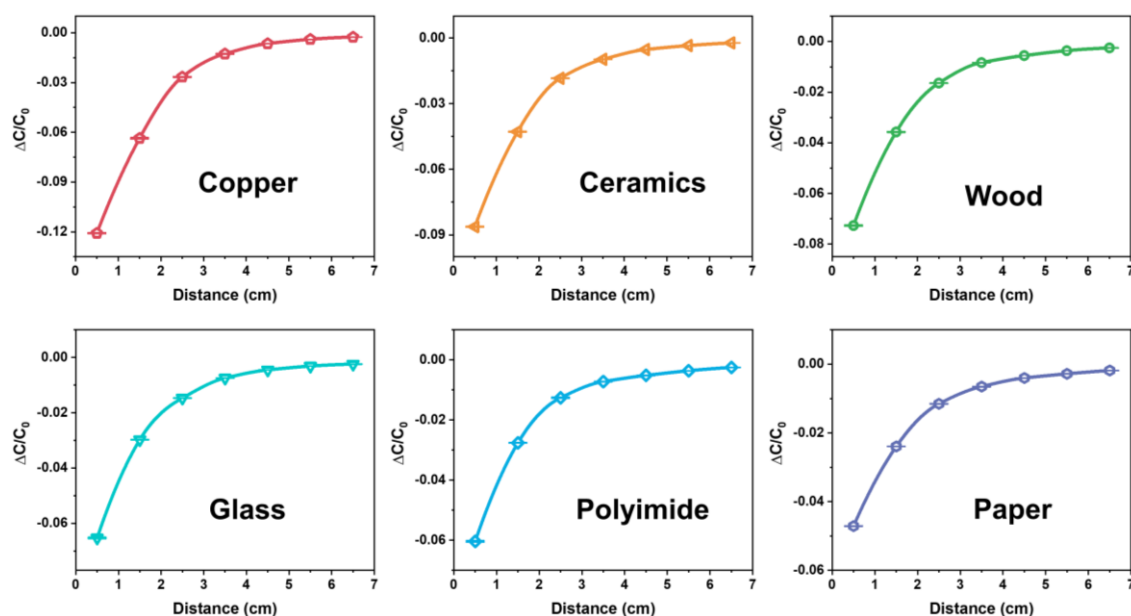 0.00
-0.03
-0.06
-0.09
-0.12
ΔC/C₀
Copper
0 1 2 3 4 5 6 7
Distance (cm)
0.00
-0.03
-0.06
-0.09
ΔC/C₀
Ceramics
0 1 2 3 4 5 6 7
Distance (cm)
0.00
-0.02
-0.04
-0.06
-0.08
ΔC/C₀
Wood
0 1 2 3 4 5 6 7
Distance (cm)
0.00
-0.02
-0.04
-0.06
ΔC/C₀
Glass
0 1 2 3 4 5 6 7
Distance (cm)
0.00
-0.02
-0.04
-0.06
ΔC/C₀
Polyimide
0 1 2 3 4 5 6 7
Distance (cm)
0.00
-0.02
-0.04
-0.06
ΔC/C₀
Paper
0 1 2 3 4 5 6 7
Distance (cm)